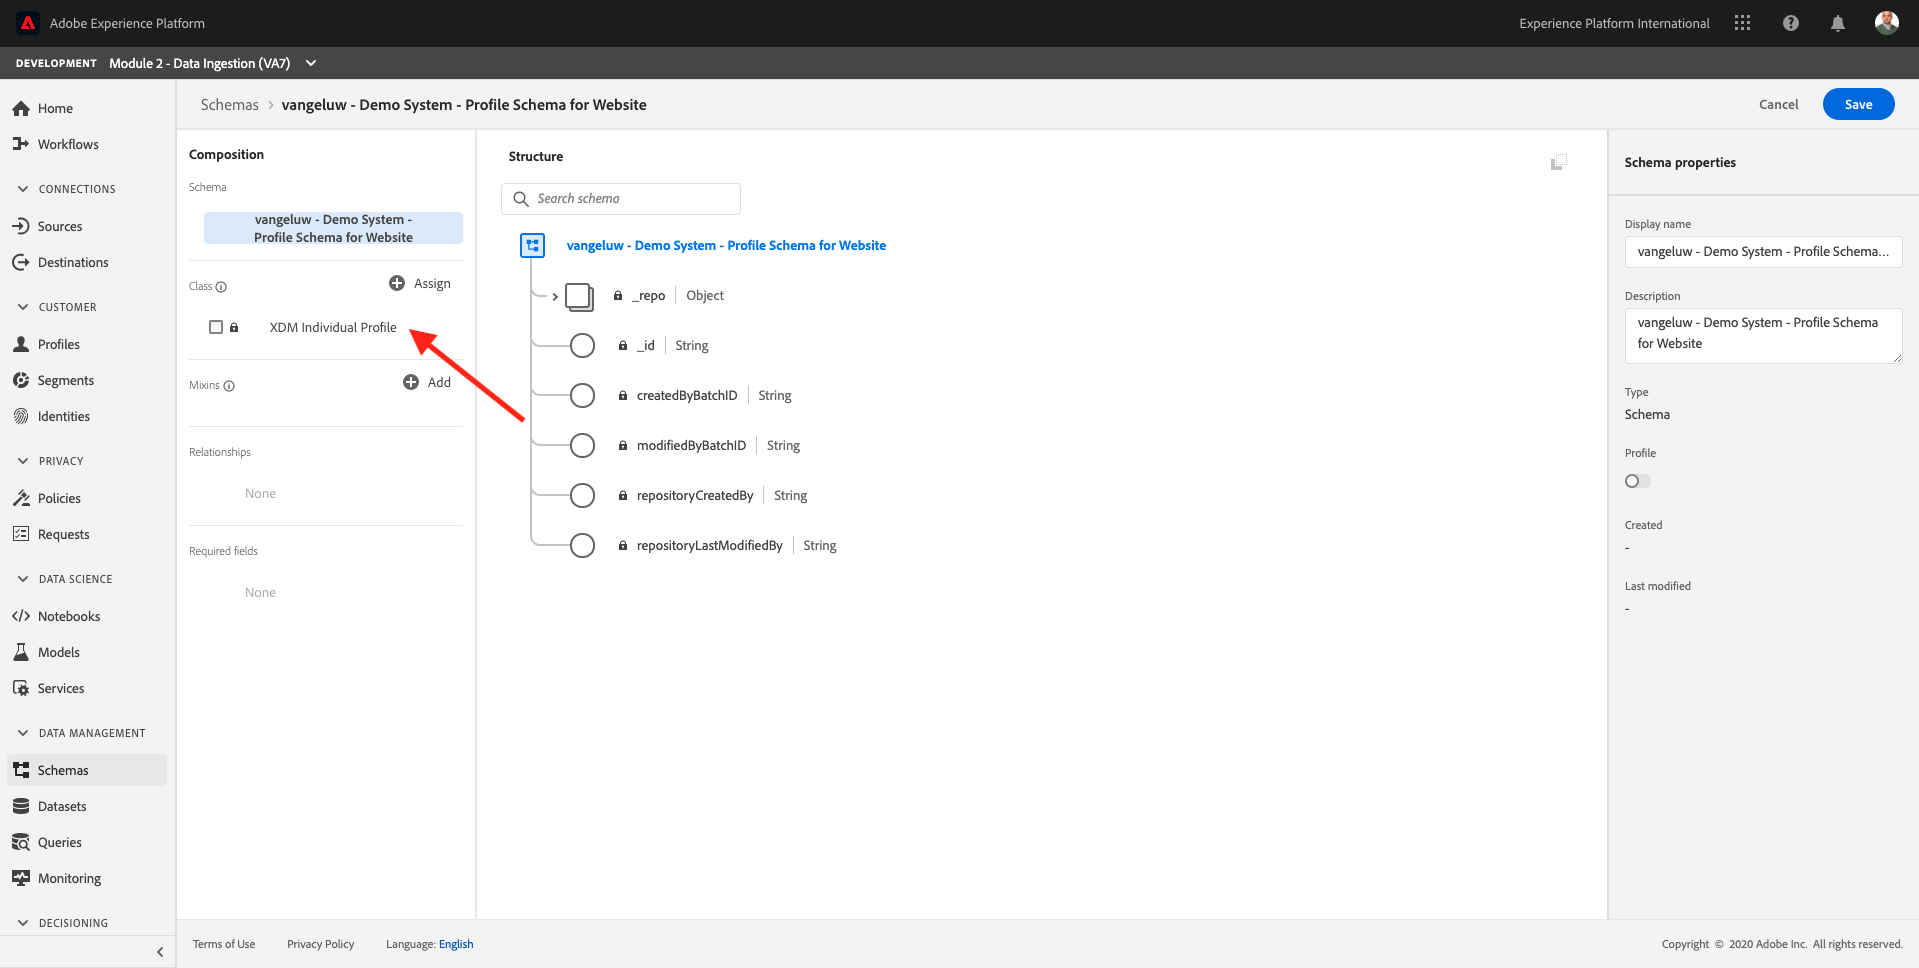 Adobe Experience Platform
Experience Platform International
DEVELOPMENT Module 2 - Data Ingestion (VA7)
Home
Workflows
CONNECTIONS
Sources
Destinations
CUSTOMER
Profiles
Segments
Identities
PRIVACY
Policies
Requests
DATA SCIENCE
Notebooks
Models
Services
DATA MANAGEMENT
Schemas
Datasets
Queries
Monitoring
DECISIONING
Schemas > vangeluw - Demo System - Profile Schema for Website
Cancel
Save
Composition
Schema
vangeluw - Demo System -
Profile Schema for Website
Class
Assign
XDM Individual Profile
Mixins
Add
Relationships
None
Required fields
None
Structure
Search schema
vangeluw - Demo System - Profile Schema for Website
_repo Object
_id String
createdByBatchID String
modifiedByBatchID String
repositoryCreatedBy String
repositoryLastModifiedBy String
Schema properties
Display name
vangeluw - Demo System - Profile Schema...
Description
vangeluw - Demo System - Profile Schema
for Website
Type
Schema
Profile
Created
-
Last modified
-
Terms of Use
Privacy Policy
Language: English
Copyright © 2020 Adobe Inc. All rights reserved.